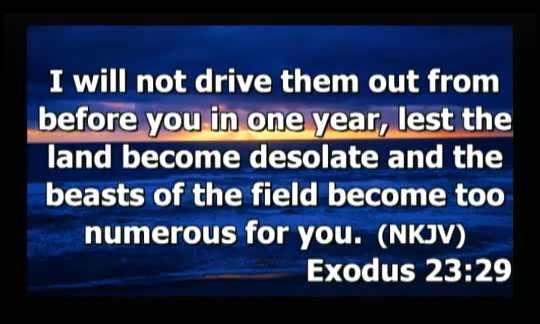 I will not drive them out from
before you in one year, lest the
land become desolate and the
beasts of the field become too
numerous for you. (NKJV)
Exodus 23:29